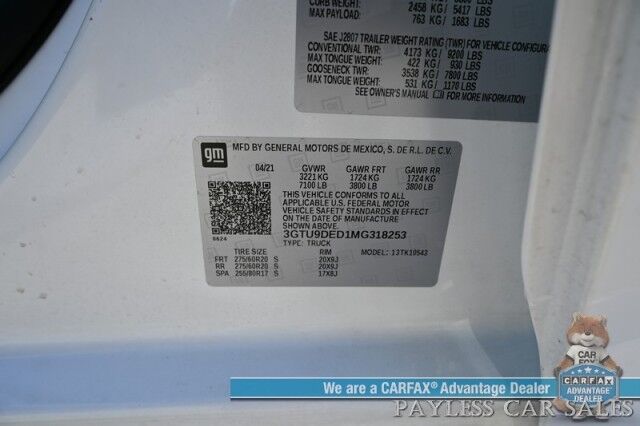 CURB WEIGHT:
2458 KG / 5417 LBS
MAX PAYLOAD:
763 KG / 1683 LBS
SAE J2807 TRAILER WEIGHT RATING (TWR) FOR VEHICLE
CONVENTIONAL TWR: 4173 KG / 9200 LBS
MAX TONGUE WEIGHT: 422 KG / 930 LBS
GOOSENECK TWR: 3538 KG / 7800 LBS
MAX TONGUE WEIGHT: 531 KG / 1170 LBS
SEE OWNER'S MANUAL FOR
gm
MFD BY GENERAL MOTORS DE MEXICO, S. DE R.L. DE C.V.
04/21 GVWR GAWR FRT GAWR RR
3221 KG 1724 KG 1724 KG
7100 LB 3800 LB 3800 LB
THIS VEHICLE CONFORMS TO ALL
APPLICABLE U.S. FEDERAL MOTOR
VEHICLE SAFETY STANDARDS IN EFFECT
ON THE DATE OF MANUFACTURE
SHOWN ABOVE.
3GTU9DED1MG318253
TYPE: TRUCK MODEL: 13TK10543
TIRE SIZE RIM
FRT 275/60R20 S 20X9J
RR 275/60R20 S 20X9J
SPA 255/80R17 S 17X8J
We are a CARFAX® Advantage Dealer
CAR
FOX
CARFAX
ADVANTAGE
DEALER
PAYLESS CAR SALES